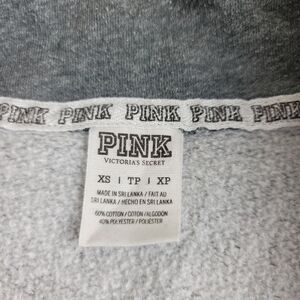 PINK PINK PINK PINK PINK
PINK
VICTORIA'S SECRET
XS | TP | XP
MADE IN SRI LANKA / FAIT AU
SRI LANKA / HECHO EN SRI LANKA
60% COTTON / COTON / ALGODON
40% POLYESTER / POLIÉSTER